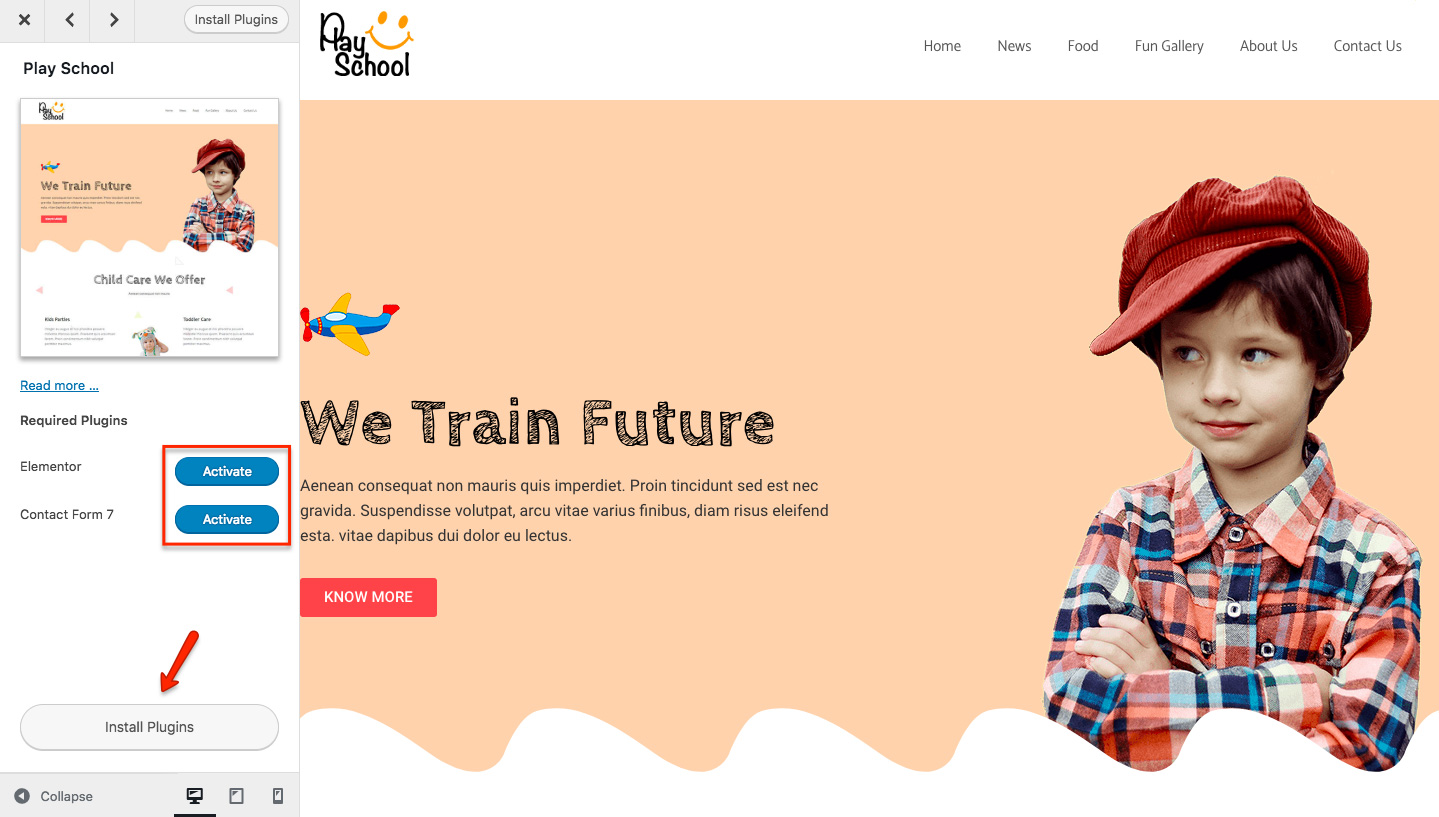 Install Plugins
Play School
Play
School
Home News Food Fun Gallery About Us Contact Us
We Train Future
KNOW MORE
Child Care We Offer
Kids Parties
Toddler Care
Read more ...
Required Plugins
Elementor
Activate
Contact Form 7
Activate
Install Plugins
Collapse
Play
School
Home
News
Food
Fun Gallery
About Us
Contact Us
We Train Future
Aenean consequat non mauris quis imperdiet. Proin tincidunt sed est nec
gravida. Suspendisse volutpat, arcu vitae varius finibus, diam risus eleifend
esta. vitae dapibus dui dolor eu lectus.
KNOW MORE